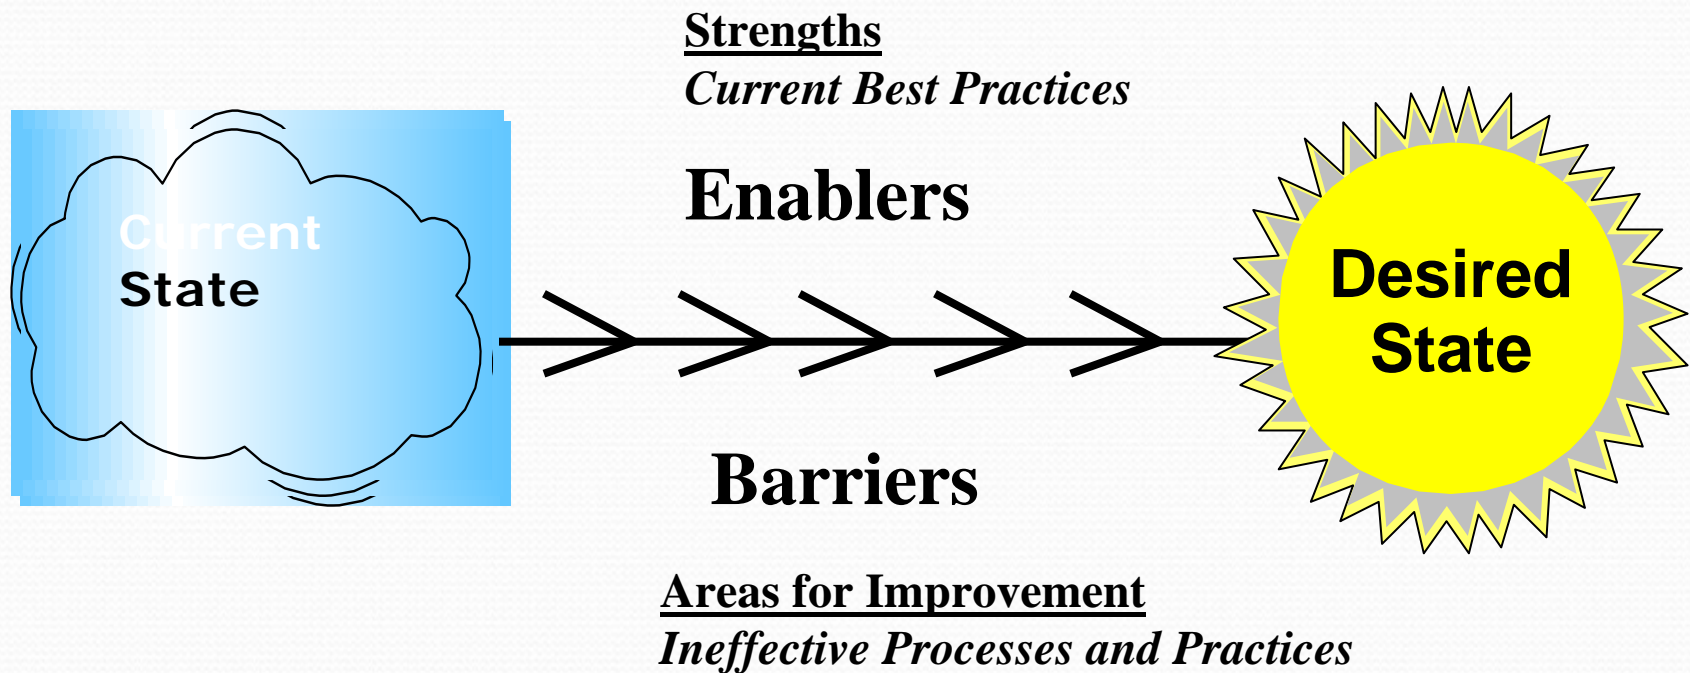 Strengths
Current Best Practices
Enablers
Current
State
Desired
State
Barriers
Areas for Improvement
Ineffective Processes and Practices